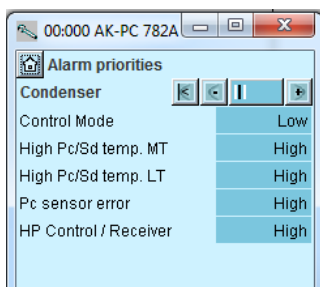 00:000 AK-PC 782A
Alarm priorities
Condenser
Control Mode Low
High Pc/Sd temp. MT High
High Pc/Sd temp. LT High
Pc sensor error High
HP Control / Receiver High